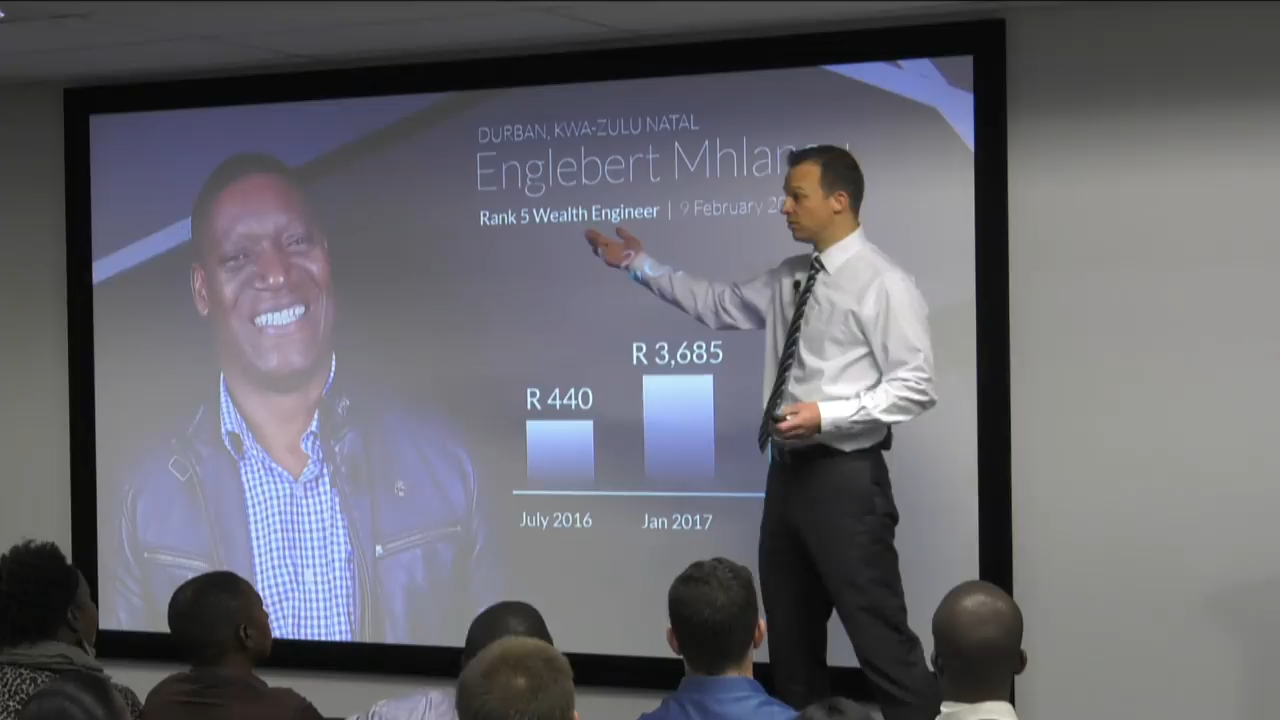 DURBAN, KWA-ZULU NATAL
Englebert
Rank 5 Wealth Engineer | 9 February
R 3,685
R 440
July 2016 Jan 2017